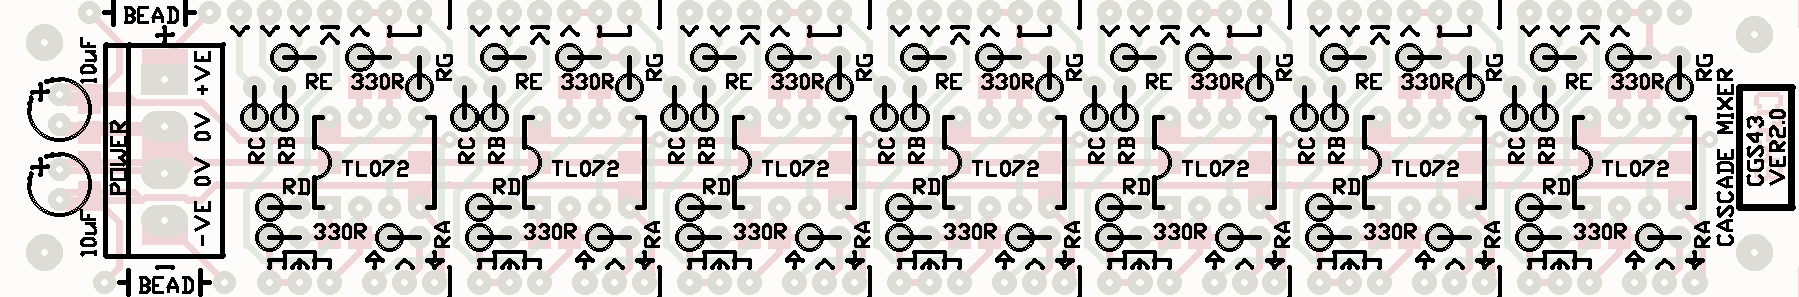 BEAD
+
10uF
+
+
10uF
POWER
+VE
0V
0V
-VE
-
BEAD
RE
330R
RG
RC
RB
TL072
RD
330R
RA
RE
330R
RG
RC
RB
TL072
RD
330R
RA
RE
330R
RG
RC
RB
TL072
RD
330R
RA
RE
330R
RG
RC
RB
TL072
RD
330R
RA
RE
330R
RG
RC
RB
TL072
RD
330R
RA
RE
330R
RG
RC
RB
TL072
RD
330R
RA
RE
330R
RG
RC
RB
TL072
RD
330R
RA
CASCADE MIXER
CGS43
VER2.0